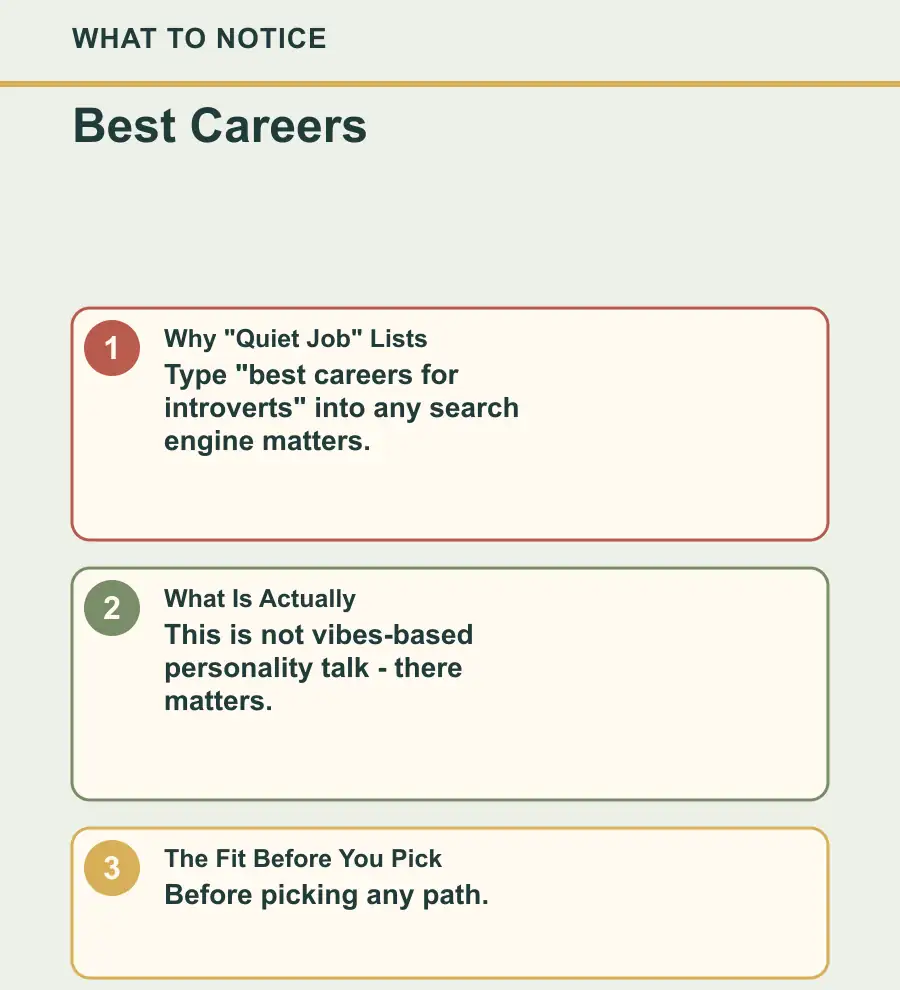 WHAT TO NOTICE
Best Careers
1
Why "Quiet Job" Lists
Type "best careers for
introverts" into any search
engine matters.
2
What Is Actually
This is not vibes-based
personality talk - there
matters.
3
The Fit Before You Pick
Before picking any path.